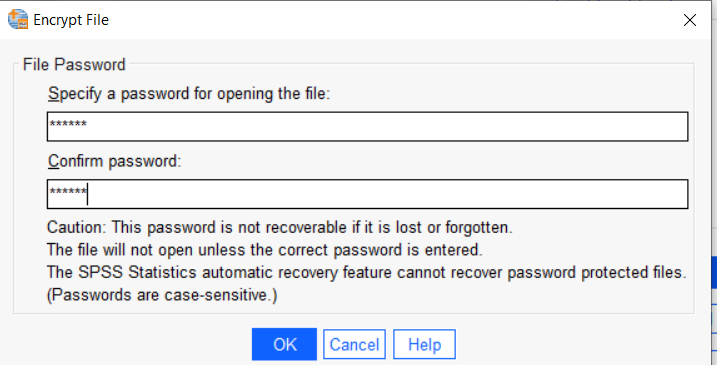 Encrypt File
File Password
Specify a password for opening the file:
******
Confirm password:
******
Caution: This password is not recoverable if it is lost or forgotten.
The file will not open unless the correct password is entered.
The SPSS Statistics automatic recovery feature cannot recover password protected files.
(Passwords are case-sensitive.)
OK Cancel Help